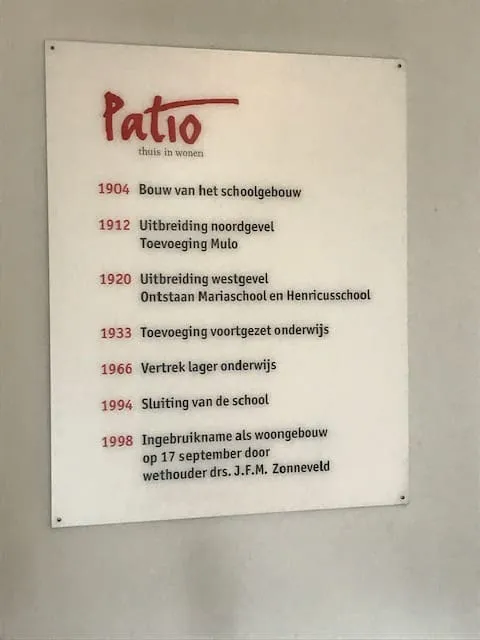 Patio
thuis in wonen
1904 Bouw van het schoolgebouw
1912 Uitbreiding noordgevel
Toevoeging Mulo
1920 Uitbreiding westgevel
Ontstaan Mariaschool en Henricusschool
1933 Toevoeging voortgezet onderwijs
1966 Vertrek lager onderwijs
1994 Sluiting van de school
1998 Ingebruikname als woongebouw
op 17 september door
wethouder drs. J.F.M. Zonneveld